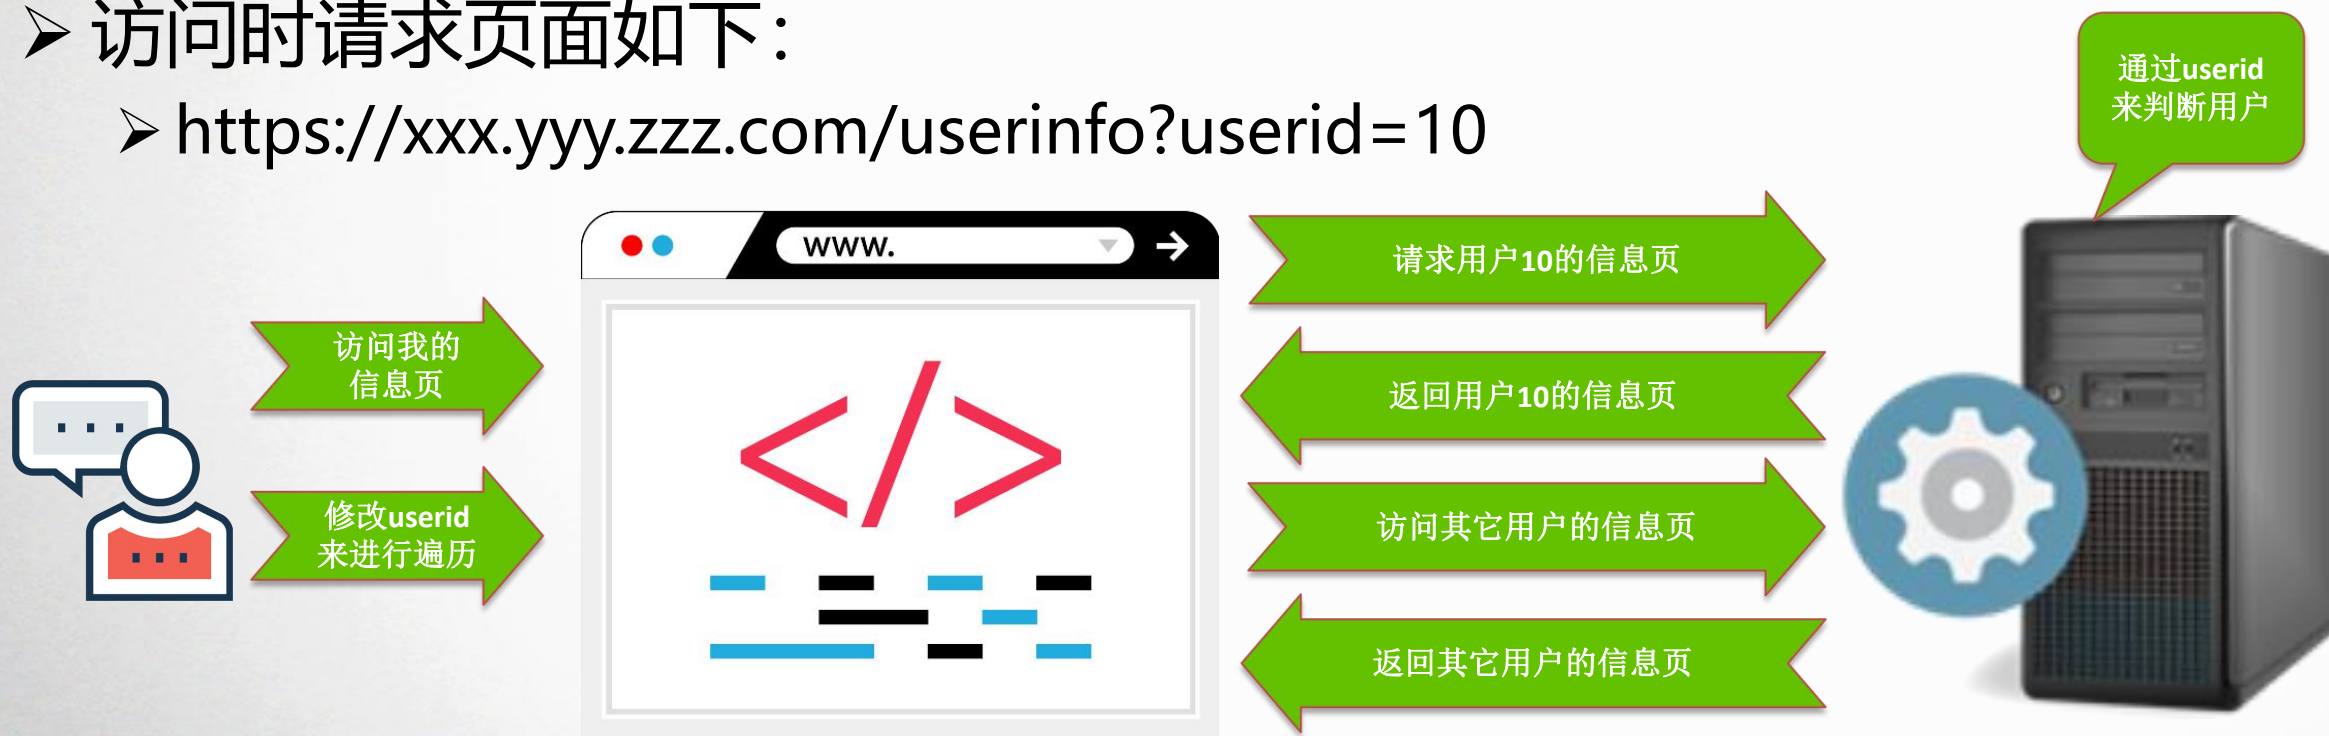 访问时请求页面如下：
https://xxx.yyy.zzz.com/userinfo?userid=10
通过userid
来判断用户
www.
请求用户10的信息页
访问我的
信息页
返回用户10的信息页
修改userid
来进行遍历
访问其它用户的信息页
返回其它用户的信息页